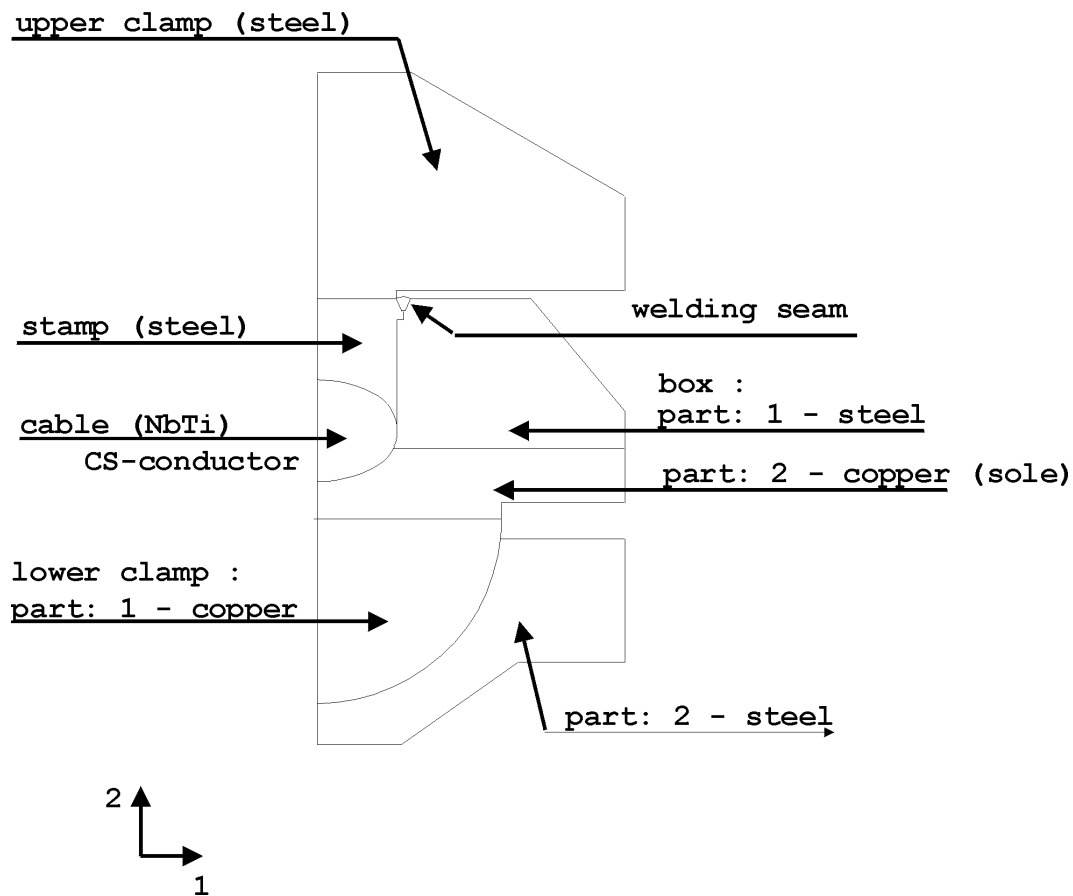 upper clamp (steel)
welding seam
stamp (steel)
box :
part: 1 - steel
cable (NbTi)
CS-conductor
part: 2 - copper (sole)
lower clamp :
part: 1 - copper
part: 2 - steel
2
1